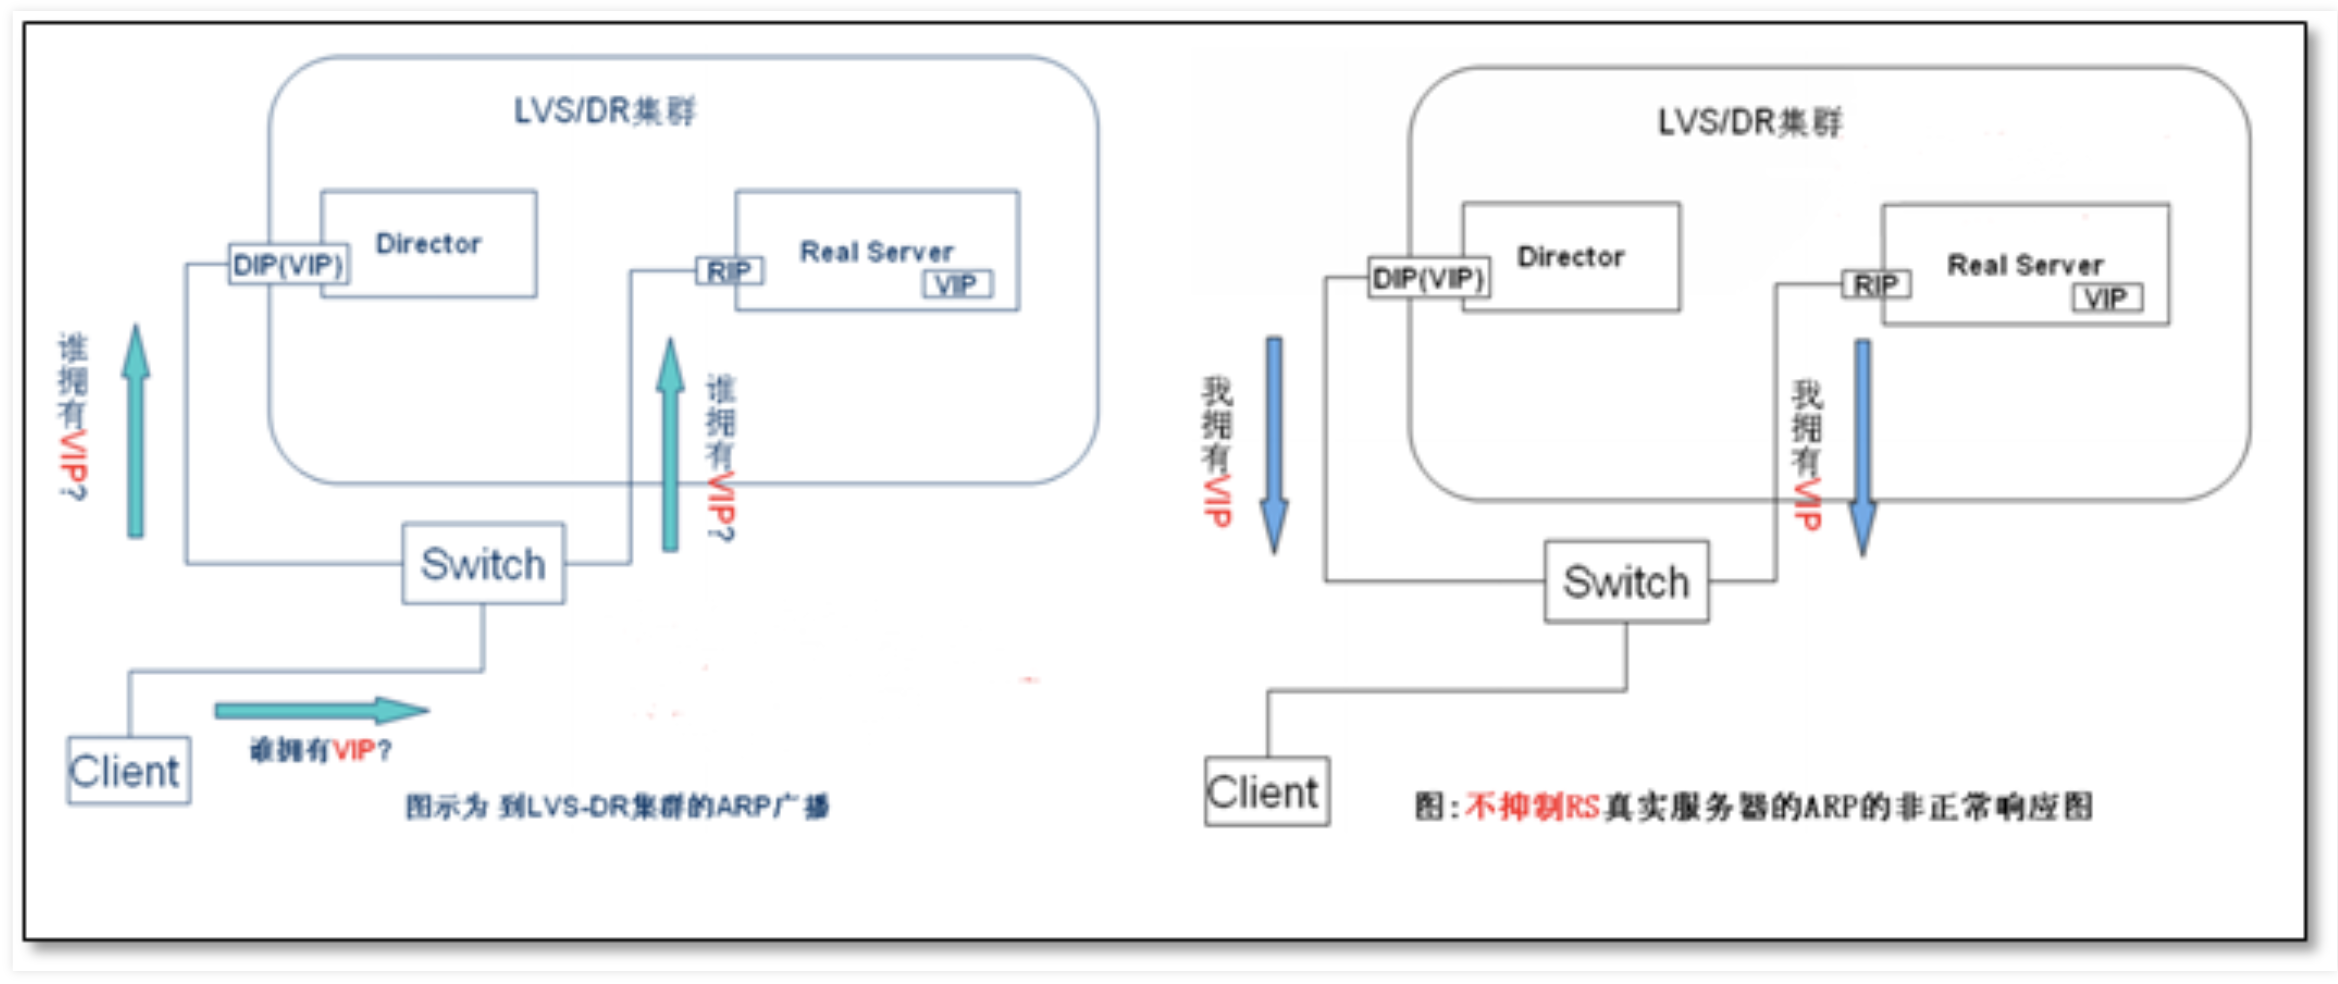 LVS/DR集群
Director
DIP(VIP)
Real Server
RIP
VIP
谁拥有VIP?
谁拥有VIP?
Switch
Client
谁拥有VIP?
图示为 到LVS-DR集群的ARP广播
LVS/DR集群
Director
DIP(VIP)
Real Server
RIP
VIP
我拥有VIP
我拥有VIP
Switch
Client
图:不抑制RS真实服务器的ARP的非正常响应图